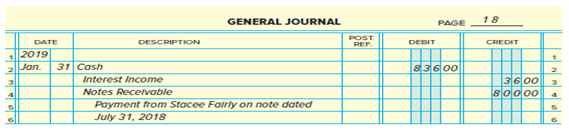 GENERAL JOURNAL PAGE 18
DATE DESCRIPTION POST. REF. DEBIT CREDIT
1 2019 1
2 Jan. 31 Cash 836 00 2
3 Interest Income 36 00 3
4 Notes Receivable 800 00 4
5 Payment from Stacee Fairly on note dated 5
6 July 31, 2018 6